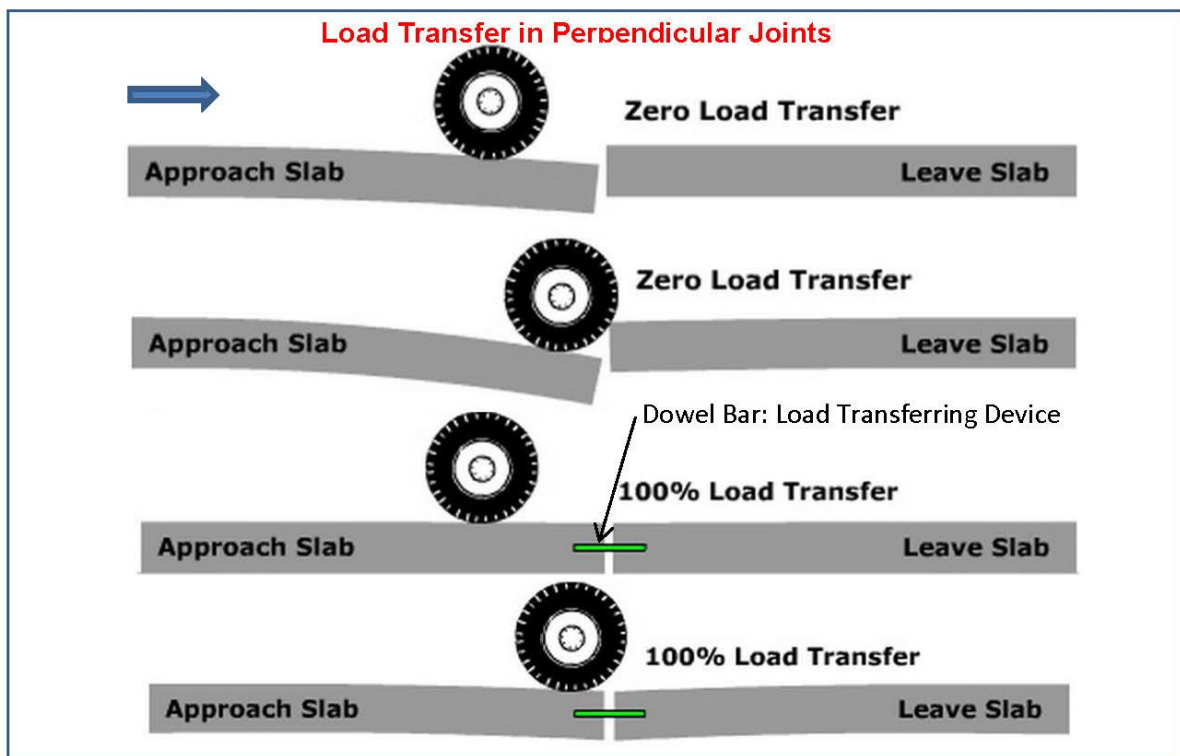 Load Transfer in Perpendicular Joints
Zero Load Transfer
Approach Slab
Leave Slab
Zero Load Transfer
Approach Slab
Leave Slab
Dowel Bar: Load Transferring Device
100% Load Transfer
Approach Slab
Leave Slab
100% Load Transfer
Approach Slab
Leave Slab